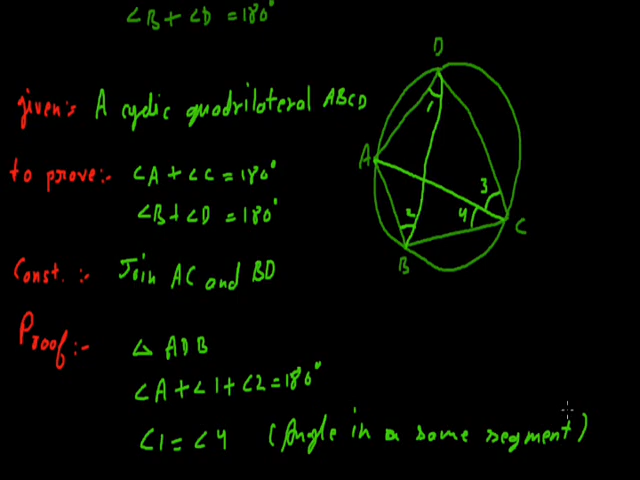 ∠B + ∠D = 180°
given:- A cyclic quadrilateral ABCD
to prove:- ∠A + ∠C = 180°
∠B + ∠D = 180°
Const.:- Join AC and BD
Proof:- △ ADB
∠A + ∠1 + ∠2 = 180°
∠1 = ∠4 (Angle in a same segment)
D
1
A
3
2
4
C
B